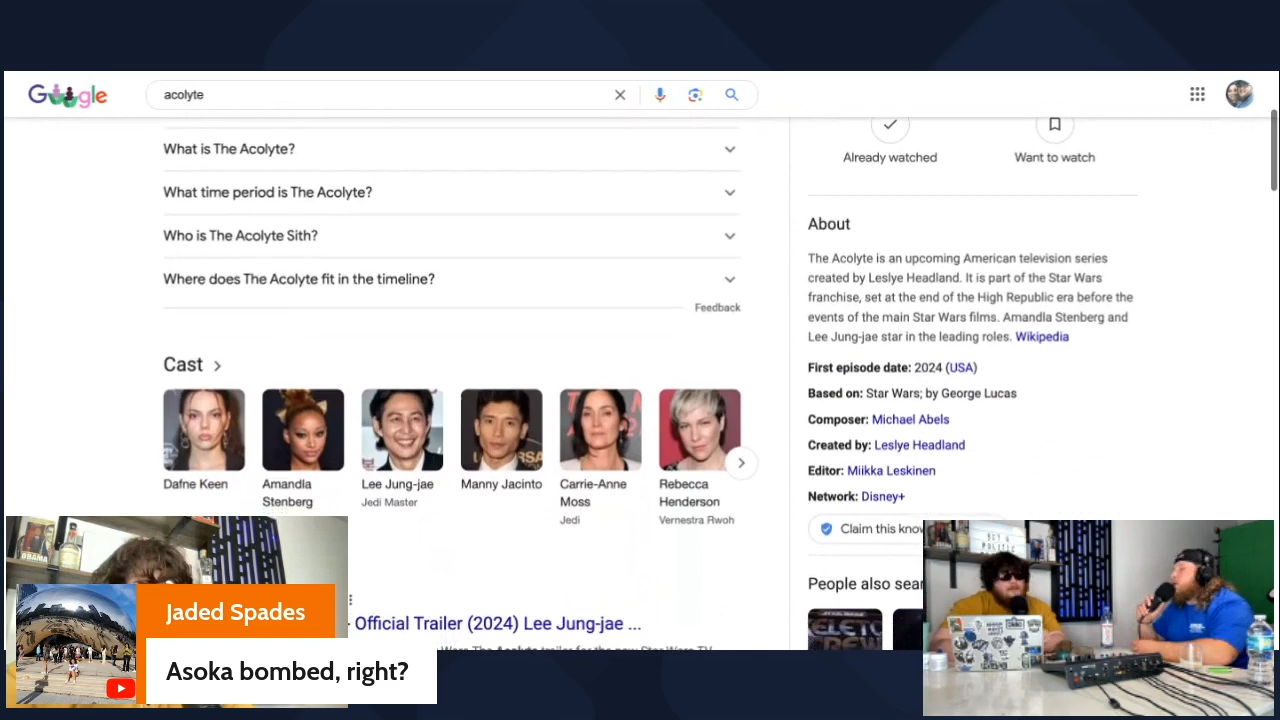 Google
acolyte
What is The Acolyte?
What time period is The Acolyte?
Who is The Acolyte Sith?
Where does The Acolyte fit in the timeline?
Feedback
Cast
Dafne Keen
Amandla
Stenberg
Lee Jung-jae
Jedi Master
Manny Jacinto
Carrie-Anne
Moss
Jedi
Rebecca
Henderson
Vernestra Rwoh
Official Trailer (2024) Lee Jung-jae ...
Already watched
Want to watch
About
The Acolyte is an upcoming American television series
created by Leslye Headland. It is part of the Star Wars
franchise, set at the end of the High Republic era before the
events of the main Star Wars films. Amandla Stenberg and
Lee Jung-jae star in the leading roles. Wikipedia
First episode date: 2024 (USA)
Based on: Star Wars; by George Lucas
Composer: Michael Abels
Created by: Leslye Headland
Editor: Miikka Leskinen
Network: Disney+
Claim this know
People also sear
Jaded Spades
Asoka bombed, right?